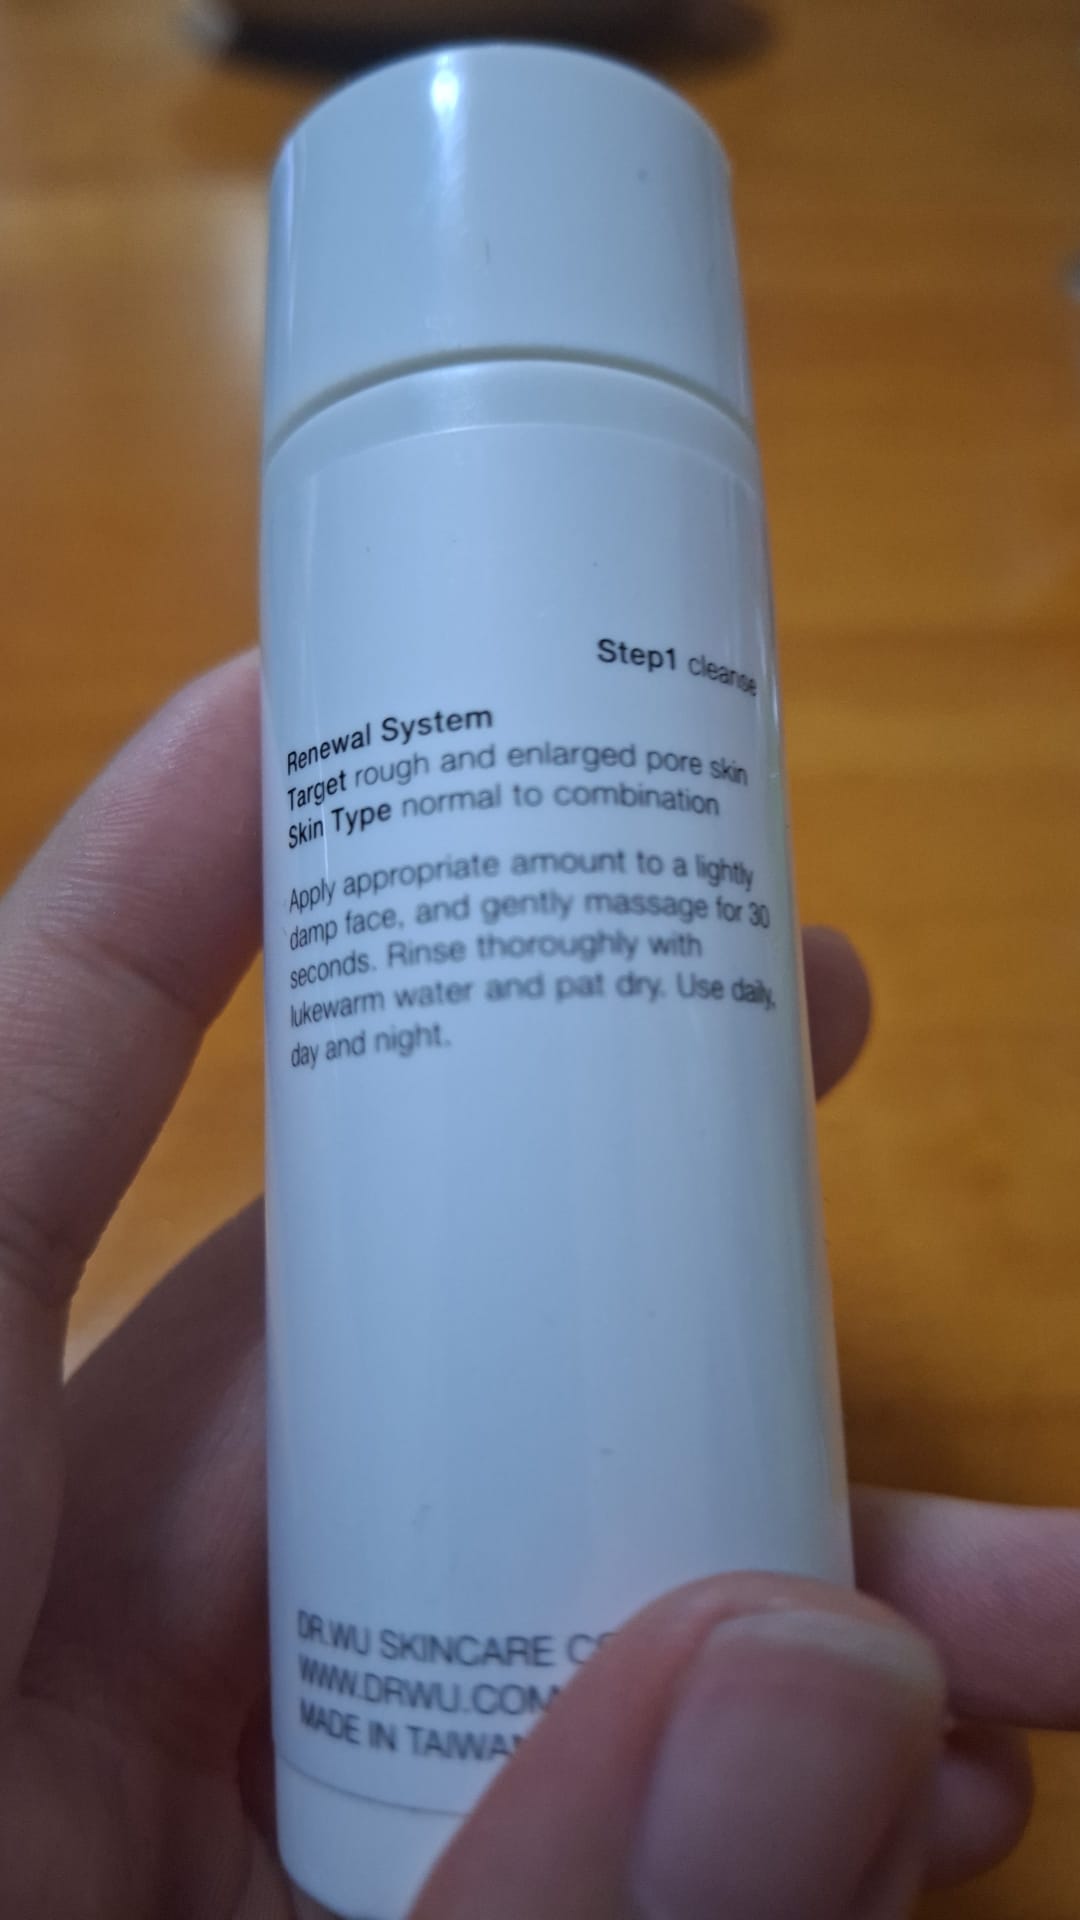 Step1 cleanse
Renewal System
Target rough and enlarged pore skin
Skin Type normal to combination
Apply appropriate amount to a lightly
damp face, and gently massage for 30
seconds. Rinse thoroughly with
lukewarm water and pat dry. Use daily,
day and night.
DR.WU SKINCARE
WWW.DRWU.COM
MADE IN TAIWAN